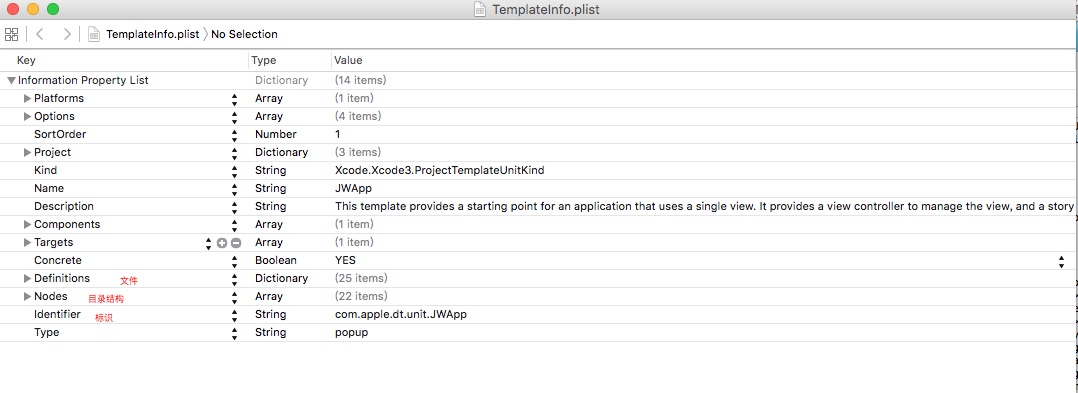 TemplateInfo.plist
TemplateInfo.plist No Selection
Key Type Value
Information Property List Dictionary (14 items)
Platforms Array (1 item)
Options Array (4 items)
SortOrder Number 1
Project Dictionary (3 items)
Kind String Xcode.Xcode3.ProjectTemplateUnitKind
Name String JWApp
Description String This template provides a starting point for an application that uses a single view. It provides a view controller to manage the view, and a story
Components Array (1 item)
Targets Array (1 item)
Concrete Boolean YES
Definitions 文件 Dictionary (25 items)
Nodes 目录结构 Array (22 items)
Identifier 标识 String com.apple.dt.unit.JWApp
Type String popup